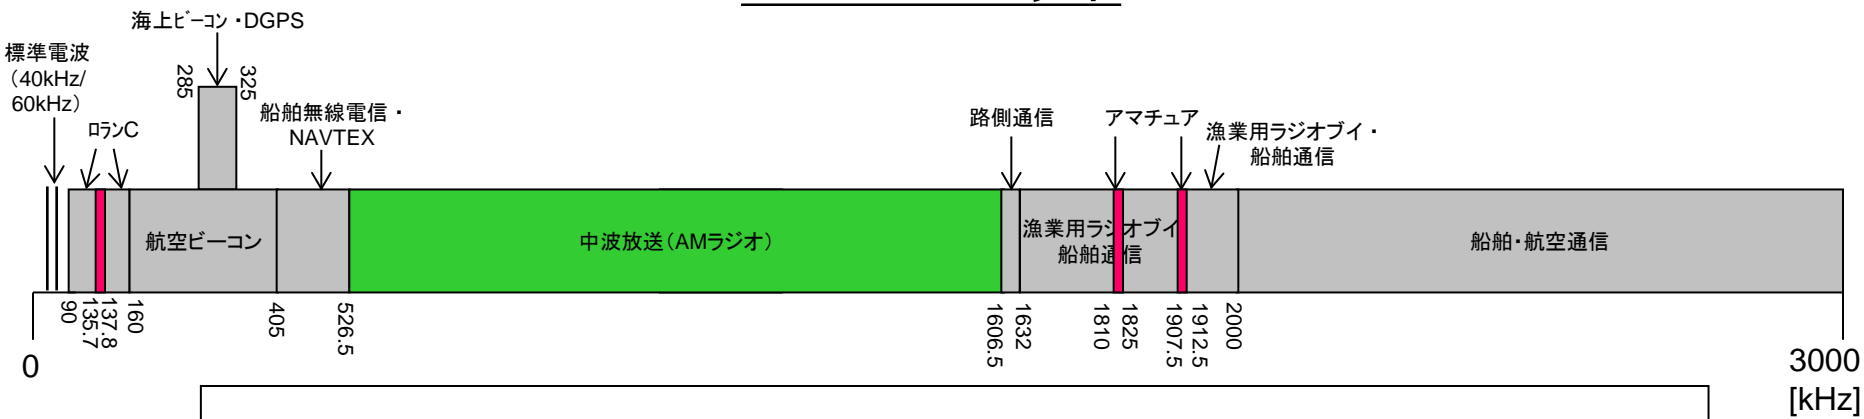 海上ビーコン・DGPS
標準電波
(40kHz/
60kHz)
285
325
ロランC
船舶無線電信・
NAVTEX
路側通信
アマチュア
漁業用ラジオブイ・
船舶通信
航空ビーコン
中波放送(AMラジオ)
漁業用ラジオブイ
船舶通信
船舶・航空通信
90
135.7
137.8
160
405
526.5
1606.5
1632
1810
1825
1907.5
1912.5
2000
0
3000
[kHz]